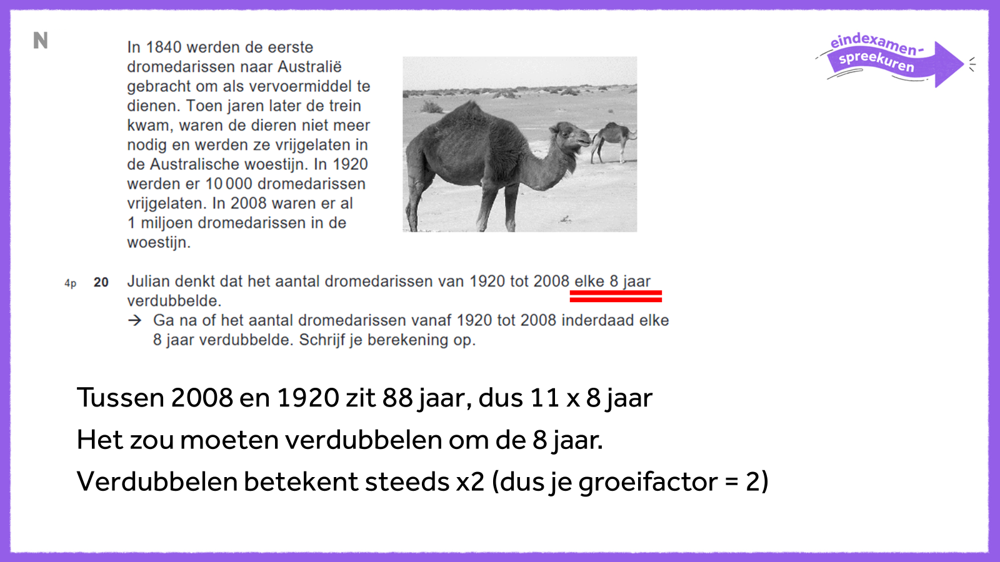 N
eindexamen-
spreekuren
In 1840 werden de eerste
dromedarissen naar Australië
gebracht om als vervoermiddel te
dienen. Toen jaren later de trein
kwam, waren de dieren niet meer
nodig en werden ze vrijgelaten in
de Australische woestijn. In 1920
werden er 10 000 dromedarissen
vrijgelaten. In 2008 waren er al
1 miljoen dromedarissen in de
woestijn.
4p 20 Julian denkt dat het aantal dromedarissen van 1920 tot 2008 elke 8 jaar
verdubbelde.
→ Ga na of het aantal dromedarissen vanaf 1920 tot 2008 inderdaad elke
8 jaar verdubbelde. Schrijf je berekening op.
Tussen 2008 en 1920 zit 88 jaar, dus 11 x 8 jaar
Het zou moeten verdubbelen om de 8 jaar.
Verdubbelen betekent steeds x2 (dus je groeifactor = 2)